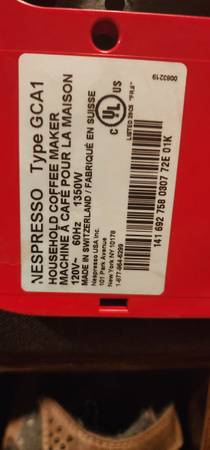 0083219
NESPRESSO Type GCA1
HOUSEHOLD COFFEE MAKER
MACHINE À CAFÉ POUR LA MAISON
120V~ 60Hz 1350W
MADE IN SWITZERLAND / FABRIQUÉ EN SUISSE
Nespresso USA Inc.
101 Park Avenue
New York NY 10178
1-877-964-6299
C UL US
LISTED
141 692 758 0307 72E 01K